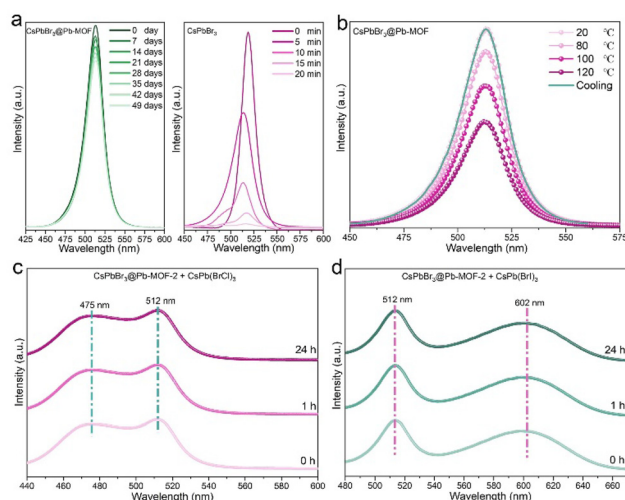 a
CsPbBr₃@Pb-MOF
0 day
7 days
14 days
21 days
28 days
35 days
42 days
49 days
Intensity (a.u.)
425 450 475 500 525 550 575 600
Wavelength (nm)
CsPbBr₃
0 min
5 min
10 min
15 min
20 min
Intensity (a.u.)
450 475 500 525 550 575 600
Wavelength (nm)
b
CsPbBr₃@Pb-MOF
20 °C
80 °C
100 °C
120 °C
Cooling
Intensity (a.u.)
450 475 500 525 550 575
Wavelength (nm)
c
CsPbBr₃@Pb-MOF-2 + CsPb(BrCl)₃
475 nm
512 nm
24 h
1 h
0 h
Intensity (a.u.)
440 460 480 500 520 540 560 580 600
Wavelength (nm)
d
CsPbBr₃@Pb-MOF-2 + CsPb(BrI)₃
512 nm
602 nm
24 h
1 h
0 h
Intensity (a.u.)
480 500 520 540 560 580 600 620 640 660
Wavelength (nm)